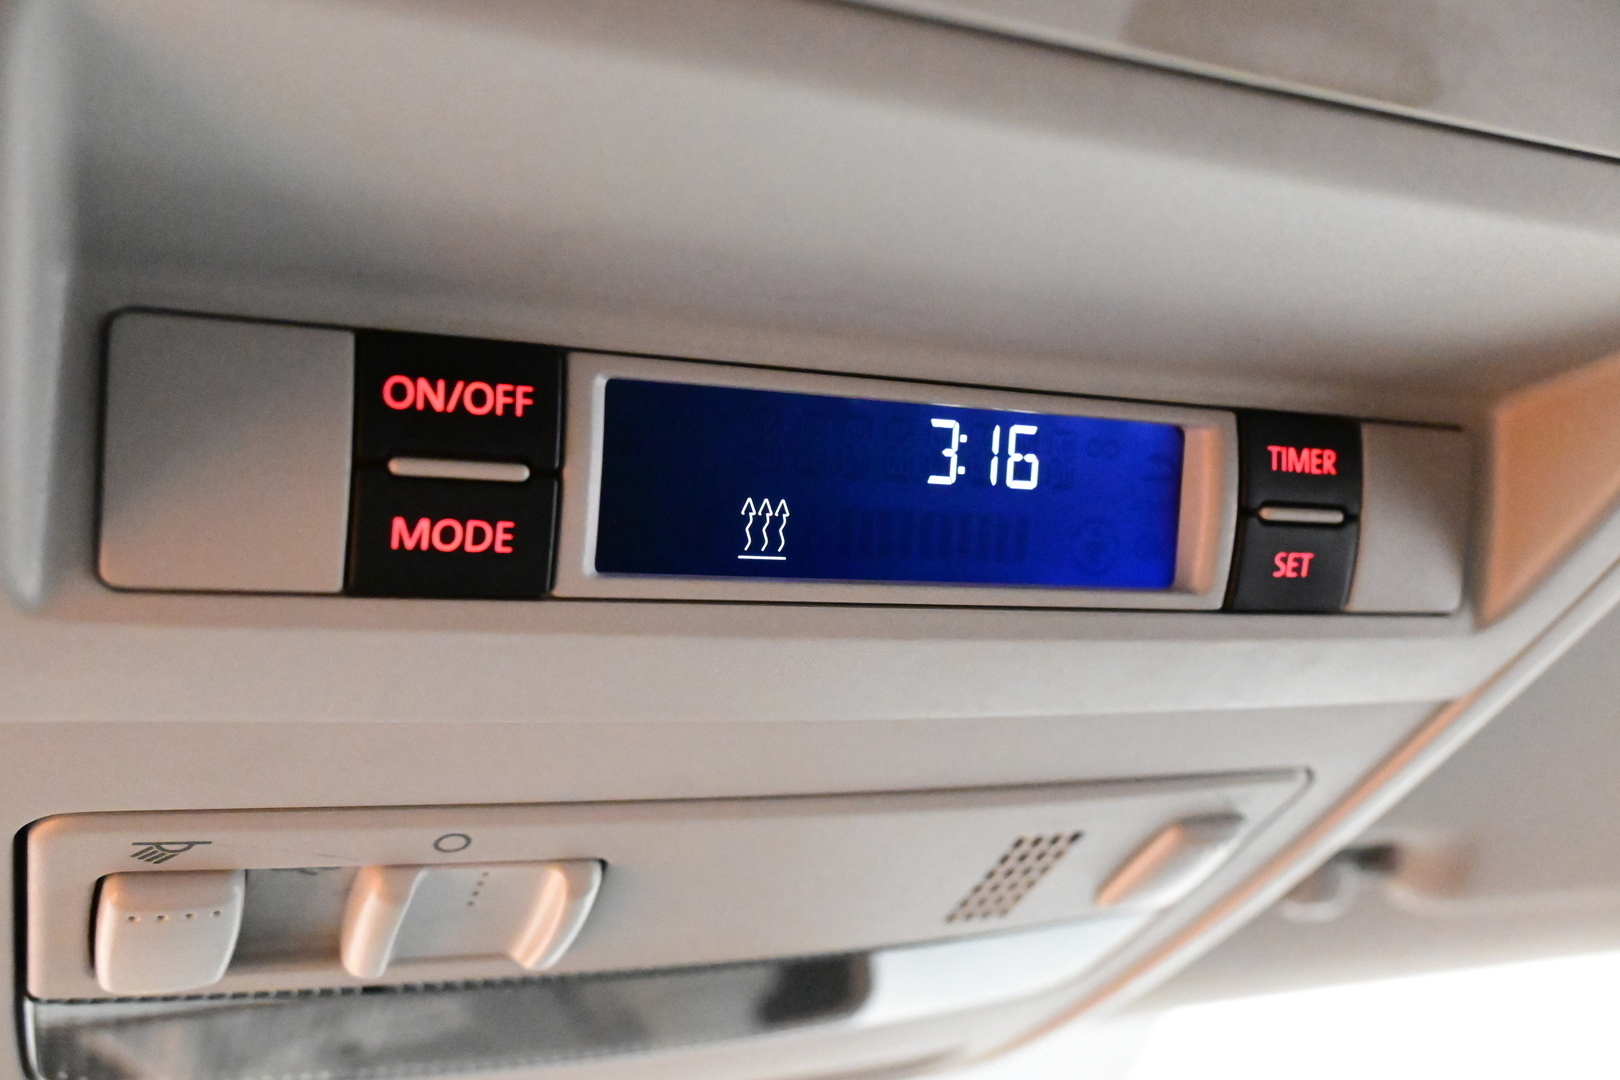 ON/OFF
MODE
3:16
TIMER
SET